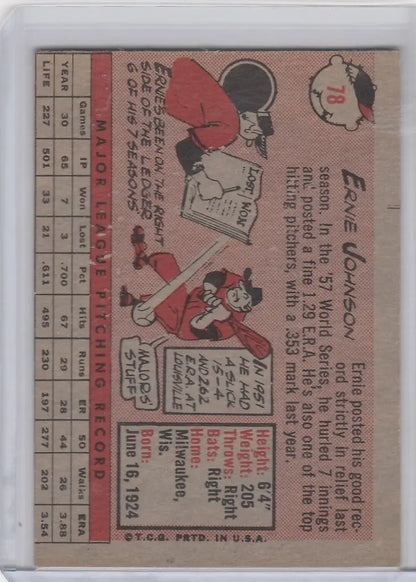 78
ERNIE JOHNSON
Ernie posted his good rec-
ord strictly in relief last
season. In the '57 World Series, he hurled 7 innings
and posted a fine 1.29 E.R.A. He's also one of the top
hitting pitchers, with a 353 mark last year.
LOST WON
ERNIE'S BEEN ON THE RIGHT
SIDE OF THE LEDGER
6 OF HIS 7 SEASONS
IN 1951
HE HAD
A SLICK
15-4
AND 2.62
ERA AT
LOUISVILLE
MAJORS'
STUFF
Height: 6'4"
Weight: 205
Throws: Right
Bats: Right
Home:
Milwaukee,
Wis.
Born:
June 16, 1924
© T.C.G. PRTD. IN U.S.A.
MAJOR LEAGUE PITCHING RECORD
Games IP Won Lost Pct Hits Runs ER SO Walks ERA
YEAR 30 65 7 3 .700 67 29 28 44 26 3.88
LIFE 227 501 33 21 .611 495 230 197 277 202 3.54